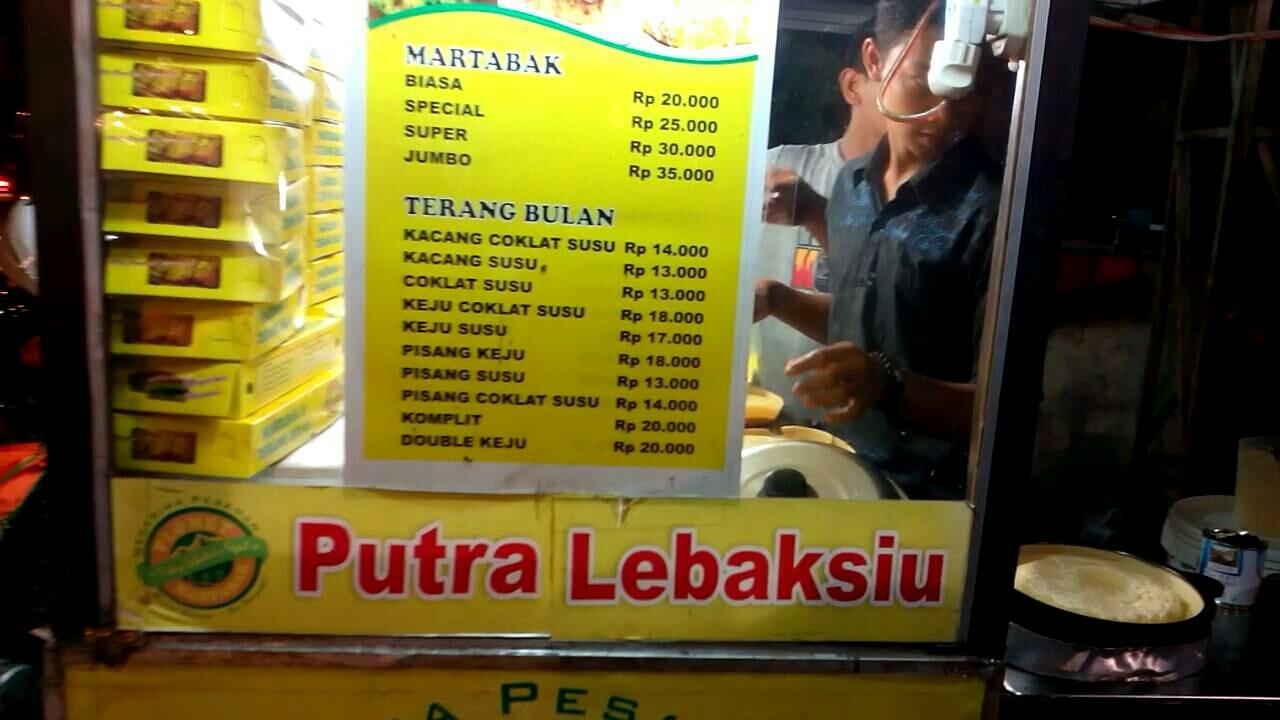 MARTABAK
BIASA Rp 20.000
SPECIAL Rp 25.000
SUPER Rp 30.000
JUMBO Rp 35.000
TERANG BULAN
KACANG COKLAT SUSU Rp 14.000
KACANG SUSU Rp 13.000
COKLAT SUSU Rp 13.000
KEJU COKLAT SUSU Rp 18.000
KEJU SUSU Rp 17.000
PISANG KEJU Rp 18.000
PISANG SUSU Rp 13.000
PISANG COKLAT SUSU Rp 14.000
KOMPLIT Rp 20.000
DOUBLE KEJU Rp 20.000
MENERIMA PESANAN
Putra Lebaksiu